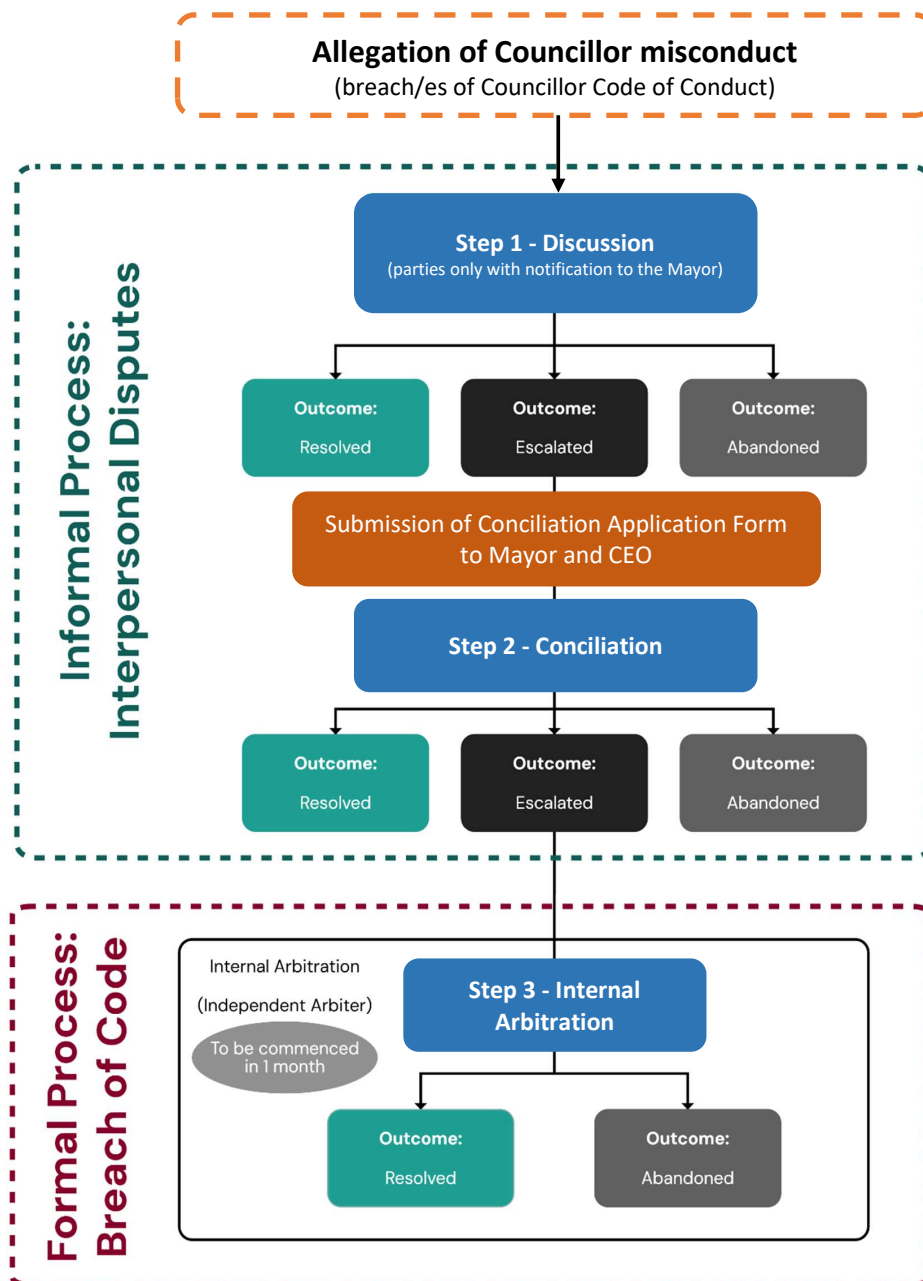 Allegation of Councillor misconduct
(breach/es of Councillor Code of Conduct)
Informal Process:
Interpersonal Disputes
Step 1 - Discussion
(parties only with notification to the Mayor)
Outcome:
Resolved
Outcome:
Escalated
Outcome:
Abandoned
Submission of Conciliation Application Form
to Mayor and CEO
Step 2 - Conciliation
Outcome:
Resolved
Outcome:
Escalated
Outcome:
Abandoned
Formal Process:
Breach of Code
Internal Arbitration
(Independent Arbiter)
To be commenced
in 1 month
Step 3 - Internal
Arbitration
Outcome:
Resolved
Outcome:
Abandoned